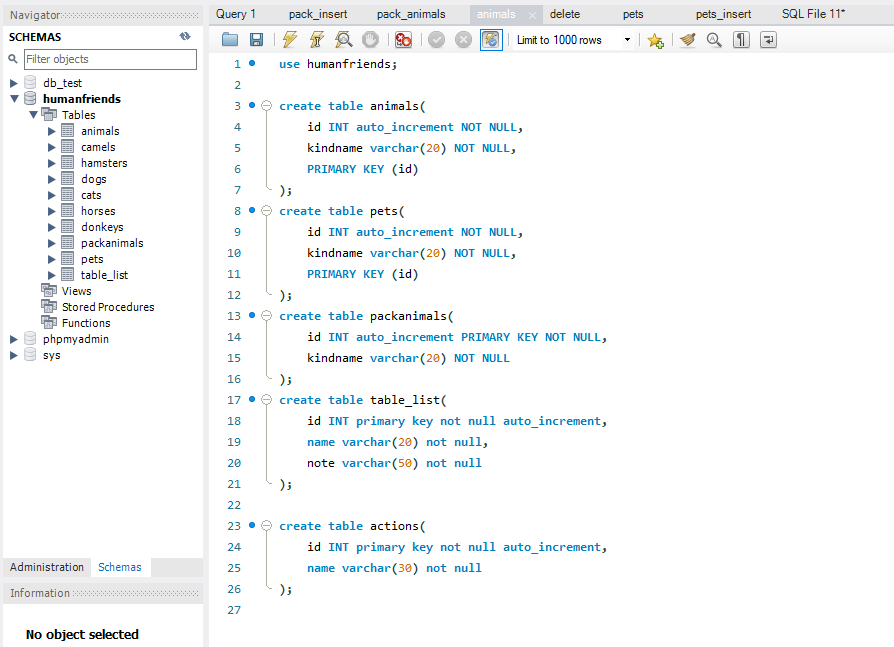 Navigator
SCHEMAS
Filter objects
db_test
humanfriends
Tables
animals
camels
hamsters
dogs
cats
horses
donkeys
packanimals
pets
table_list
Views
Stored Procedures
Functions
phpmyadmin
sys
Administration Schemas
Information
No object selected
Query 1 pack_insert pack_animals animals delete pets pets_insert SQL File 11*
Limit to 1000 rows
1 use humanfriends;
2
3 create table animals(
4 id INT auto_increment NOT NULL,
5 kindname varchar(20) NOT NULL,
6 PRIMARY KEY (id)
7 );
8 create table pets(
9 id INT auto_increment NOT NULL,
10 kindname varchar(20) NOT NULL,
11 PRIMARY KEY (id)
12 );
13 create table packanimals(
14 id INT auto_increment PRIMARY KEY NOT NULL,
15 kindname varchar(20) NOT NULL
16 );
17 create table table_list(
18 id INT primary key not null auto_increment,
19 name varchar(20) not null,
20 note varchar(50) not null
21 );
22
23 create table actions(
24 id INT primary key not null auto_increment,
25 name varchar(30) not null
26 );
27